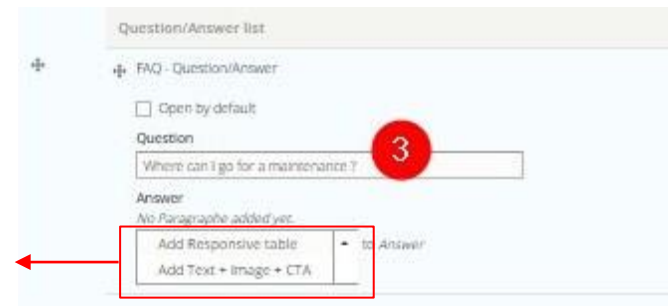 Question/Answer list
FAQ - Question/Answer
Open by default
Question
3
Where can I go for a maintenance ?
Answer
No Paragraphe added yet.
Add Responsive table to Answer
Add Text + Image + CTA